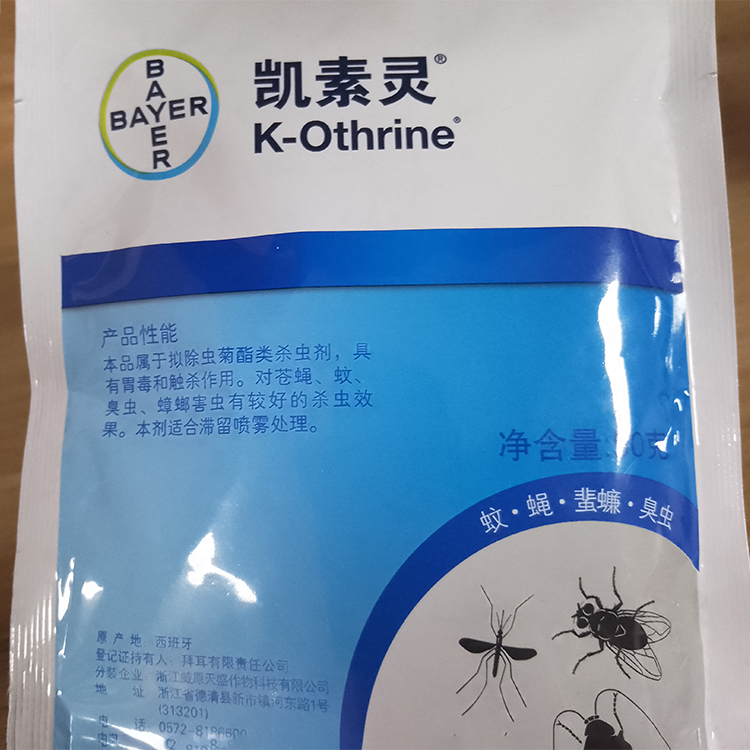 BAYER
BAYER
凯素灵®
K-Othrine®
产品性能
本品属于拟除虫菊酯类杀虫剂，具
有胃毒和触杀作用。对苍蝇、蚊、
臭虫、蟑螂害虫有较好的杀虫效
果。本剂适合滞留喷雾处理。
净含量:
蚊·蝇·蜚蠊·臭虫
原产地：西班牙
登记证持有人：拜耳有限责任公司
分装企业：浙江威原天盛作物科技有限公司
地 址：浙江省德清县新市镇河东路1号
(313201)
电 话：